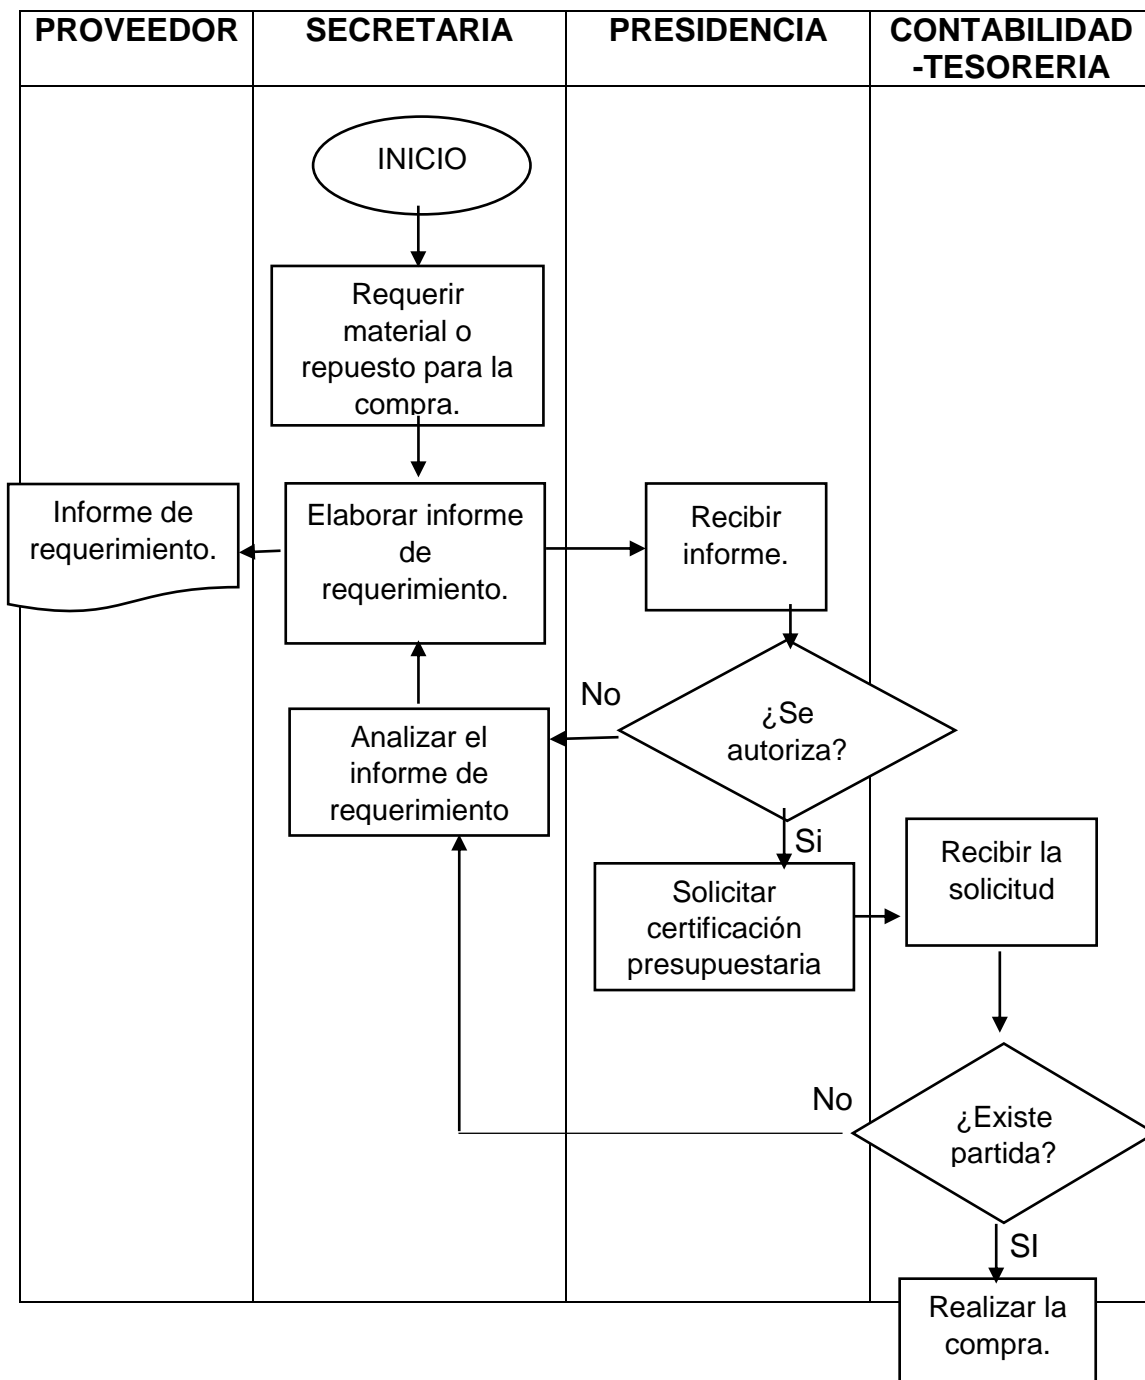 PROVEEDOR
SECRETARIA
PRESIDENCIA
CONTABILIDAD
-TESORERIA
INICIO
Requerir
material o
repuesto para la
compra.
Informe de
requerimiento.
Elaborar informe
de
requerimiento.
Recibir
informe.
No
¿Se
autoriza?
Analizar el
informe de
requerimiento
Si
Solicitar
certificación
presupuestaria
Recibir la
solicitud
No
¿Existe
partida?
SI
Realizar la
compra.